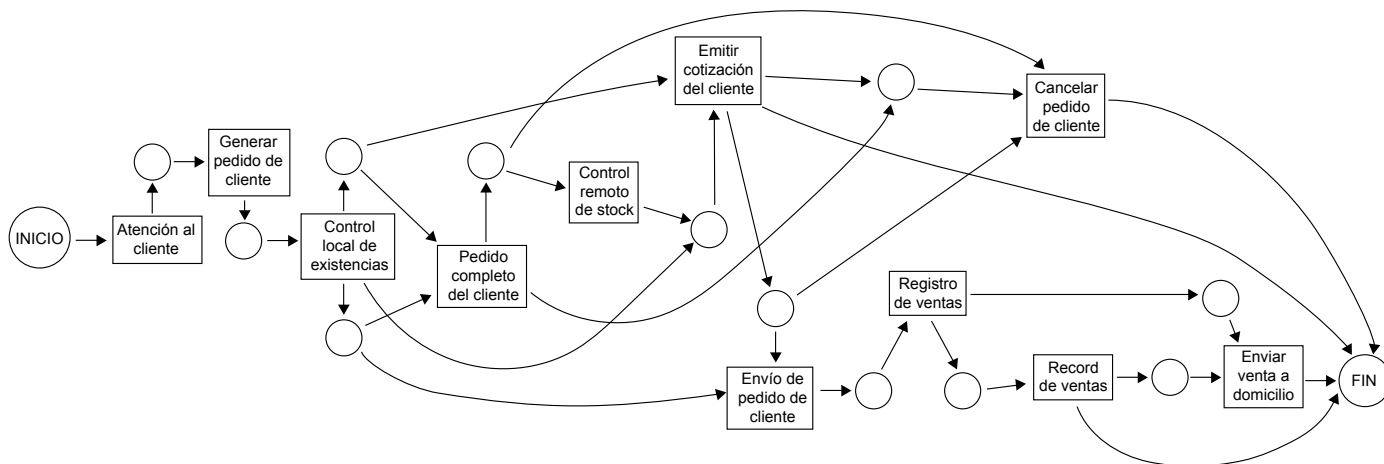 INICIO
Atención al
cliente
Generar
pedido de
cliente
Control
local de
existencias
Pedido
completo
del cliente
Control
remoto
de stock
Emitir
cotización
del cliente
Cancelar
pedido
de cliente
Envío de
pedido de
cliente
Registro
de ventas
Record
de ventas
Enviar
venta a
domicilio
FIN